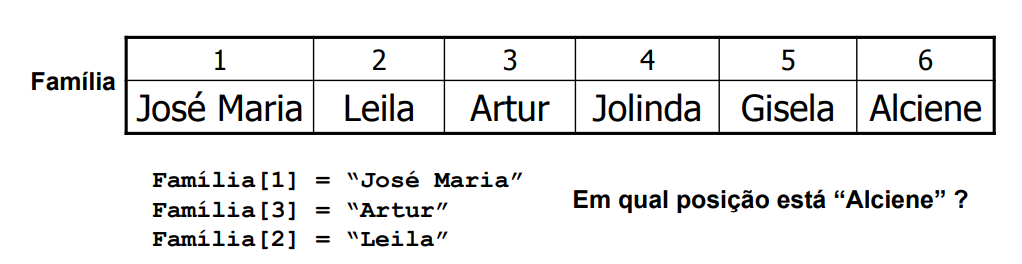 1 2 3 4 5 6
Família
José Maria Leila Artur Jolinda Gisela Alciene
Família[1] = “José Maria”
Família[3] = “Artur”
Família[2] = “Leila”
Em qual posição está “Alciene” ?